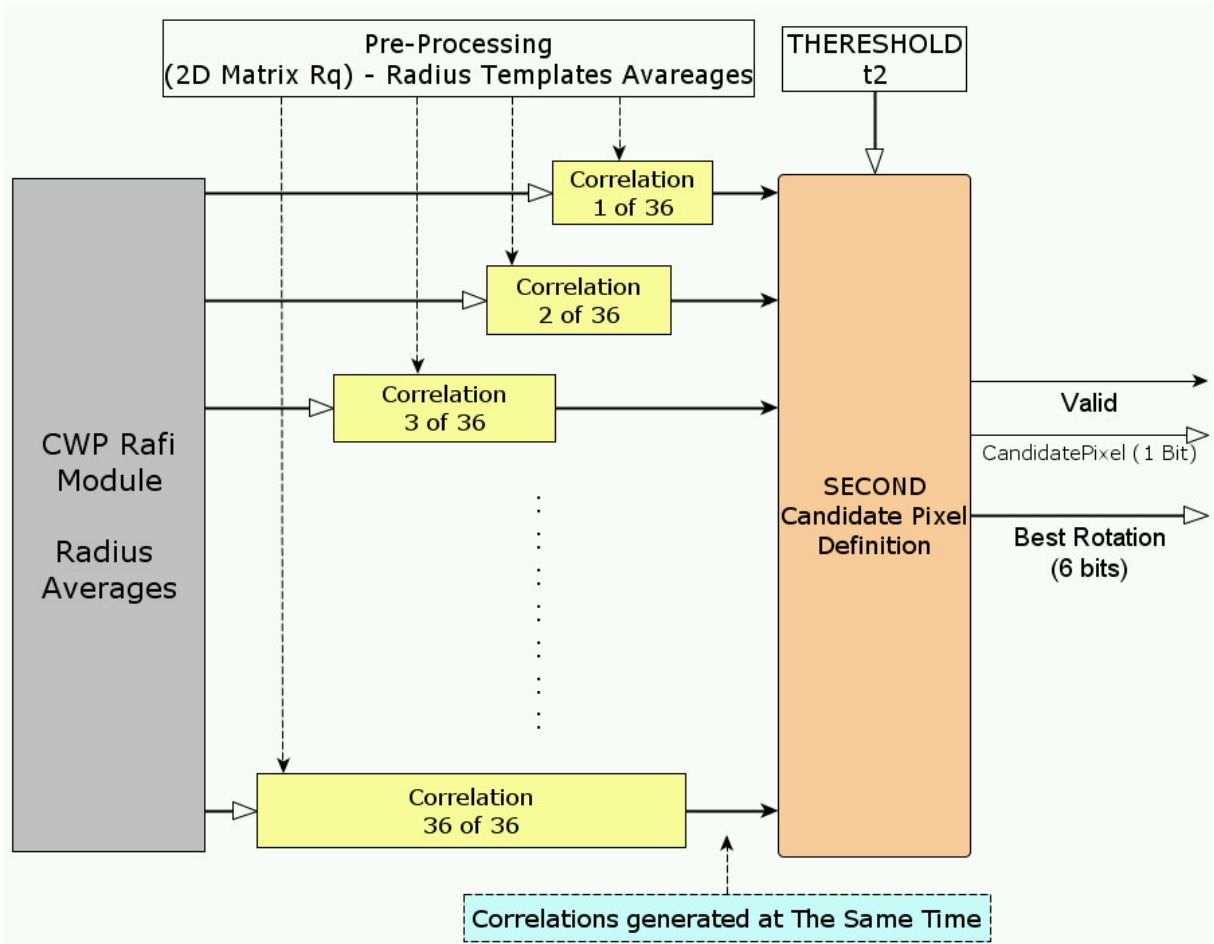 Pre-Processing
(2D Matrix Rq) - Radius Templates Avareages
THERESHOLD
t2
Correlation
1 of 36
Correlation
2 of 36
Correlation
3 of 36
CWP Rafi
Module
Radius
Averages
SECOND
Candidate Pixel
Definition
Valid
CandidatePixel (1 Bit)
Best Rotation
(6 bits)
Correlation
36 of 36
Correlations generated at The Same Time